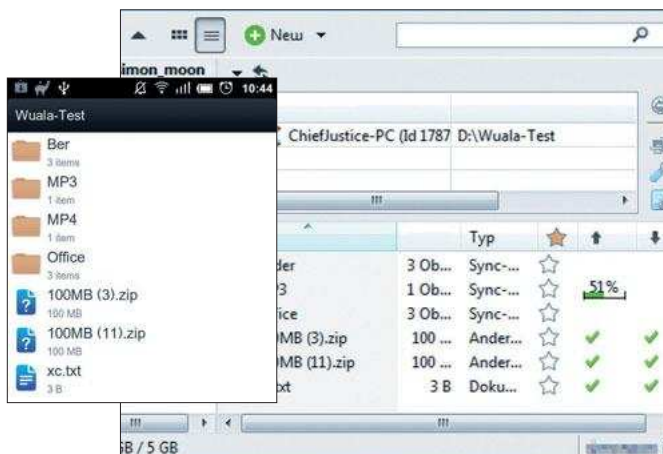 New
imon_moon
10:44
Wuala-Test
Ber
3 items
MP3
1 item
MP4
1 item
Office
3 items
100MB (3).zip
100 MB
100MB (11).zip
100 MB
xc.txt
3 B
ChiefJustice-PC (Id 1787 D:\Wuala-Test
Typ
der 3 Ob... Sync-...
3 1 Ob... Sync-... 51%
ice 3 Ob... Sync-...
MB (3).zip 100 ... Ander...
MB (11).zip 100 ... Ander...
xt 3 B Doku...
GB / 5 GB